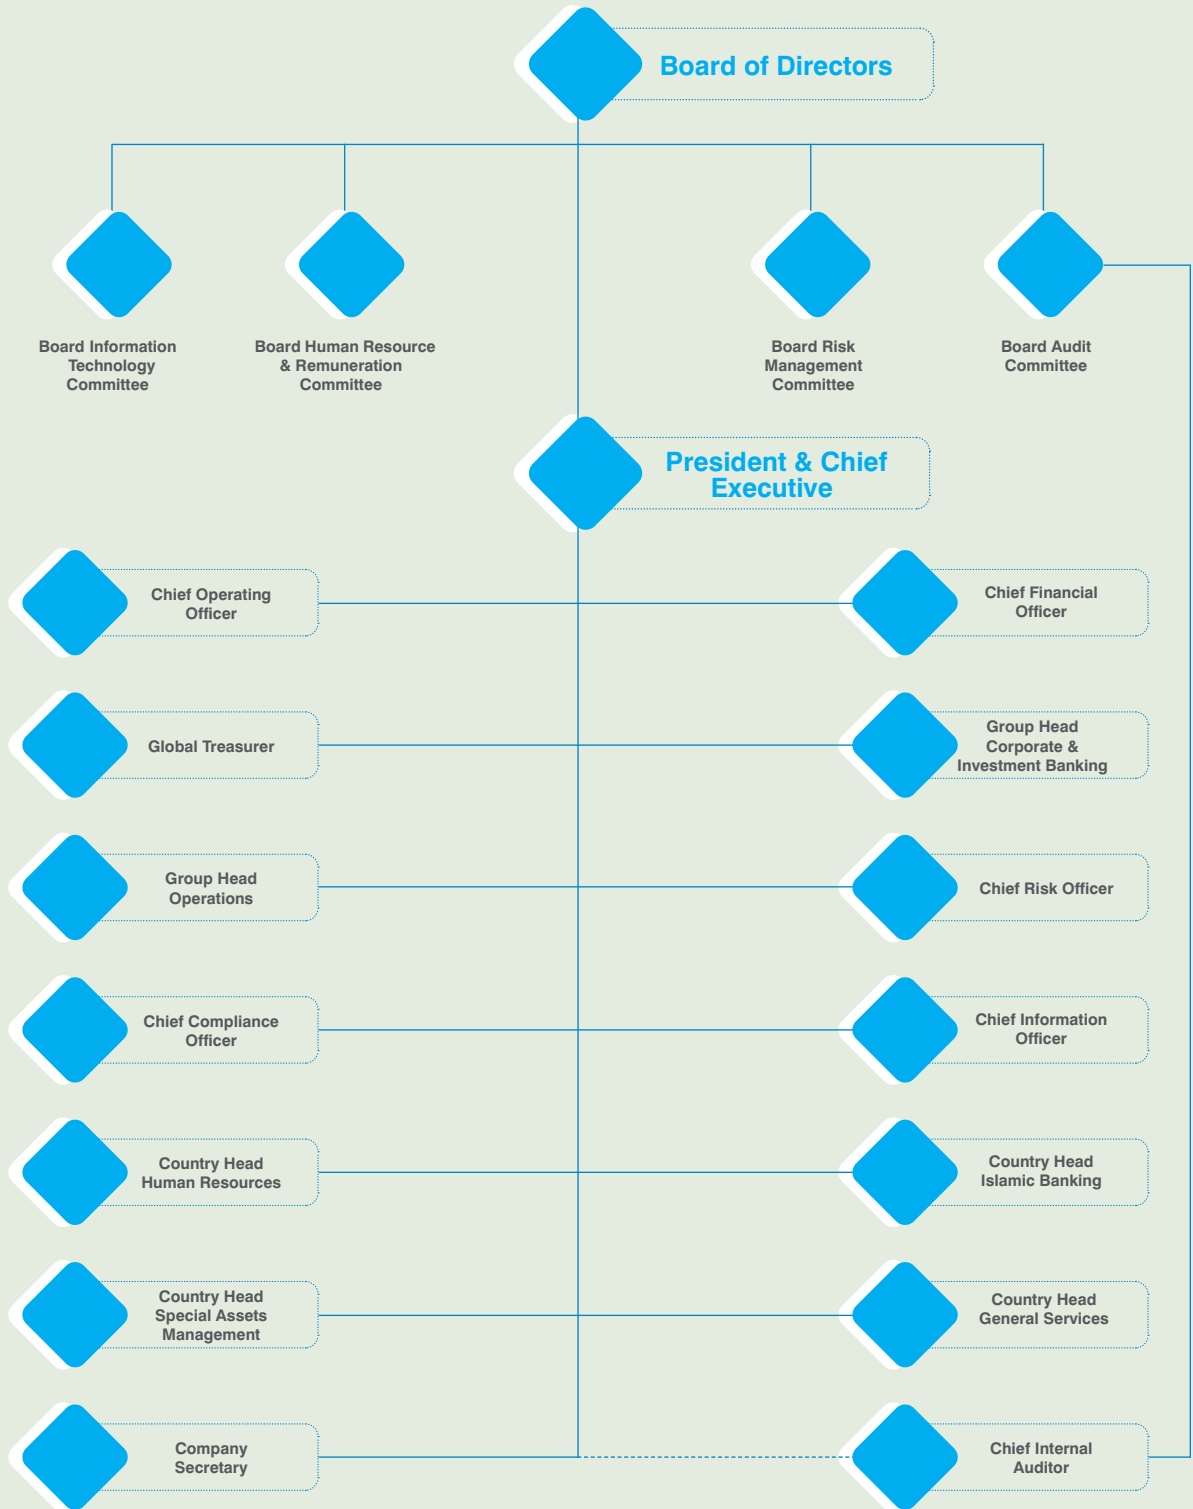 Board of Directors
Board Information
Technology
Committee
Board Human Resource
& Remuneration
Committee
Board Risk
Management
Committee
Board Audit
Committee
President & Chief
Executive
Chief Operating
Officer
Chief Financial
Officer
Global Treasurer
Group Head
Corporate &
Investment Banking
Group Head
Operations
Chief Risk Officer
Chief Compliance
Officer
Chief Information
Officer
Country Head
Human Resources
Country Head
Islamic Banking
Country Head
Special Assets
Management
Country Head
General Services
Company
Secretary
Chief Internal
Auditor